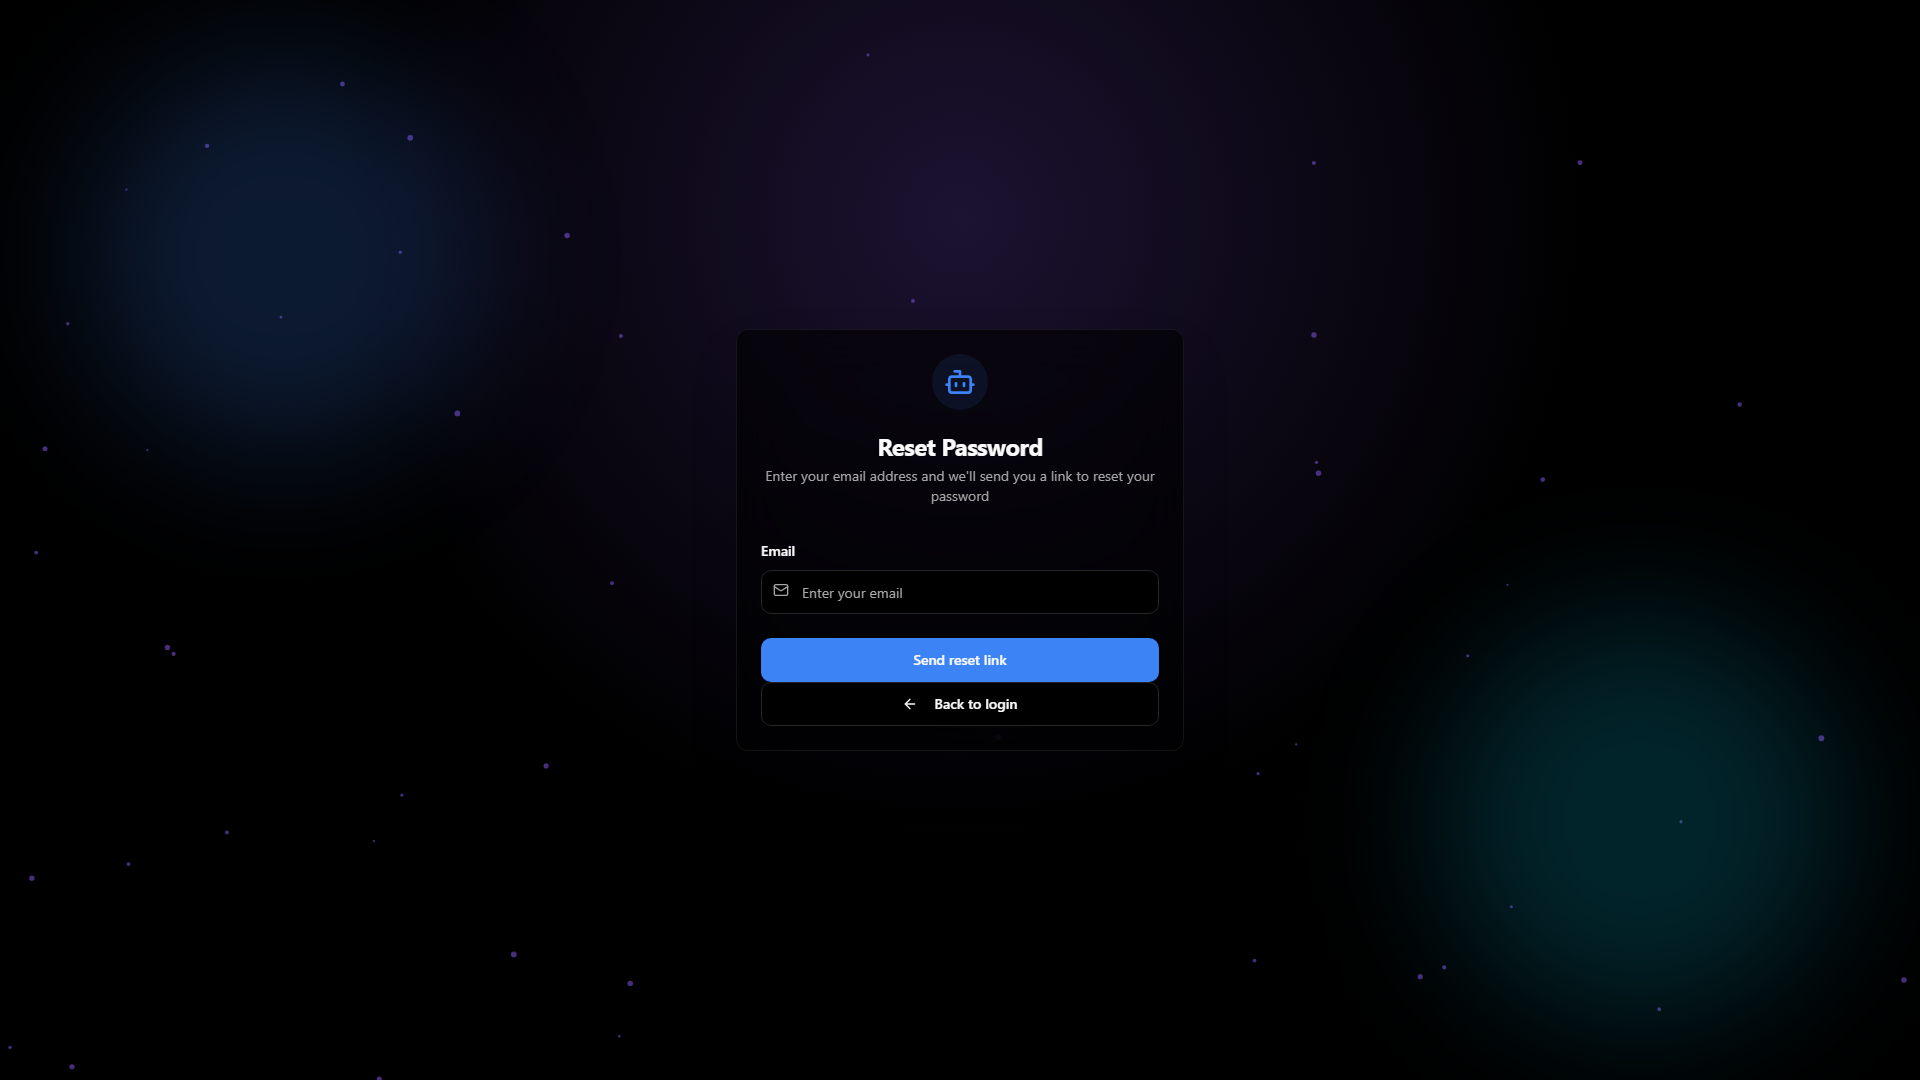 Reset Password
Enter your email address and we'll send you a link to reset your
password
Email
Enter your email
Send reset link
Back to login